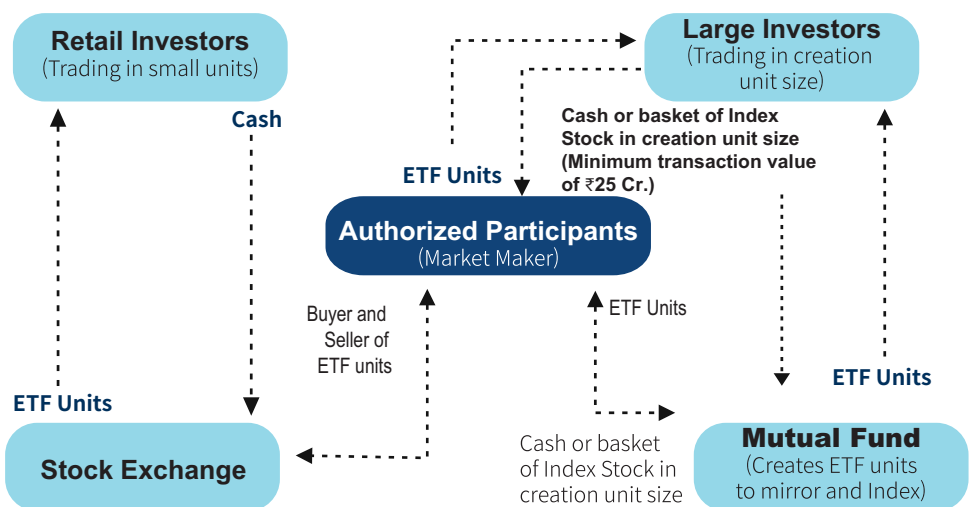 Retail Investors
(Trading in small units)
Large Investors
(Trading in creation
unit size)
Cash
Cash or basket of Index
Stock in creation unit size
(Minimum transaction value
of ₹25 Cr.)
ETF Units
Authorized Participants
(Market Maker)
Buyer and
Seller of
ETF units
ETF Units
ETF Units
ETF Units
Stock Exchange
Cash or basket
of Index Stock in
creation unit size
Mutual Fund
(Creates ETF units
to mirror and Index)